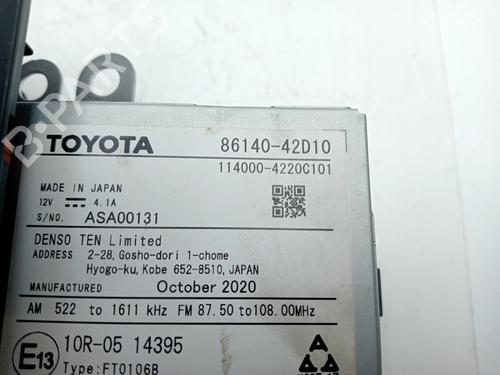 TOYOTA 86140-42D10
114000-4220C101
MADE IN JAPAN
12V 4.1A
S/NO. ASA00131
DENSO TEN Limited
ADDRESS 2-28, Gosho-dori 1-chome
Hyogo-ku, Kobe 652-8510, JAPAN
MANUFACTURED October 2020
AM 522 to 1611 kHz FM 87.50 to 108.00MHz
E13 10R-05 14395
Type:FT0106B
B-PARTS